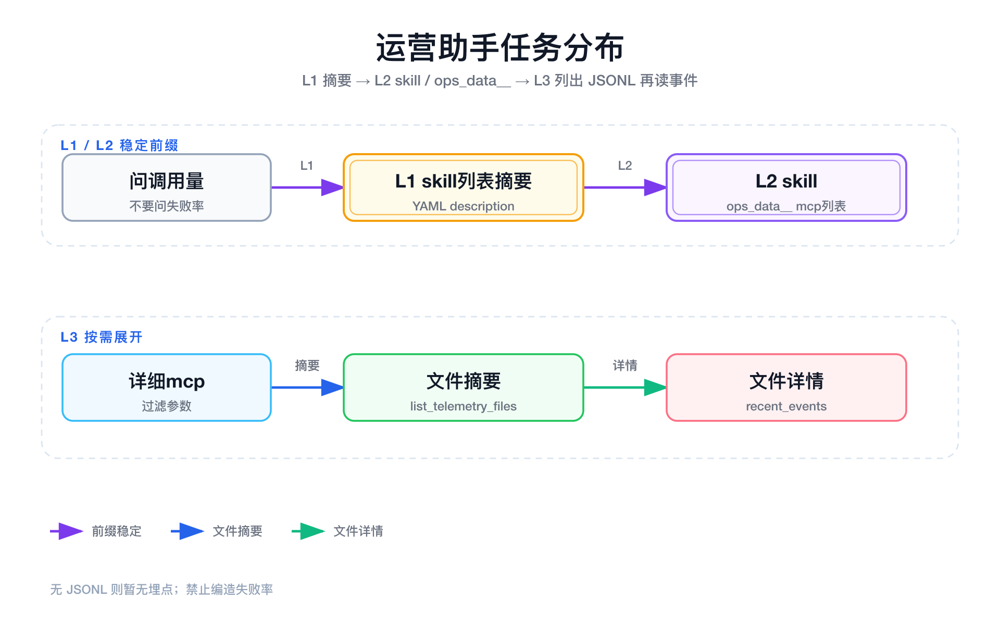 运营助手任务分布
L1 摘要 → L2 skill / ops_data__ → L3 列出 JSONL 再读事件
L1 / L2 稳定前缀
问调用量
不要问失败率
L1
L1 skill列表摘要
YAML description
L2
L2 skill
ops_data__ mcp列表
L3 按需展开
详细mcp
过滤参数
摘要
文件摘要
list_telemetry_files
详情
文件详情
recent_events
前缀稳定
文件摘要
文件详情
无 JSONL 则暂无埋点；禁止编造失败率